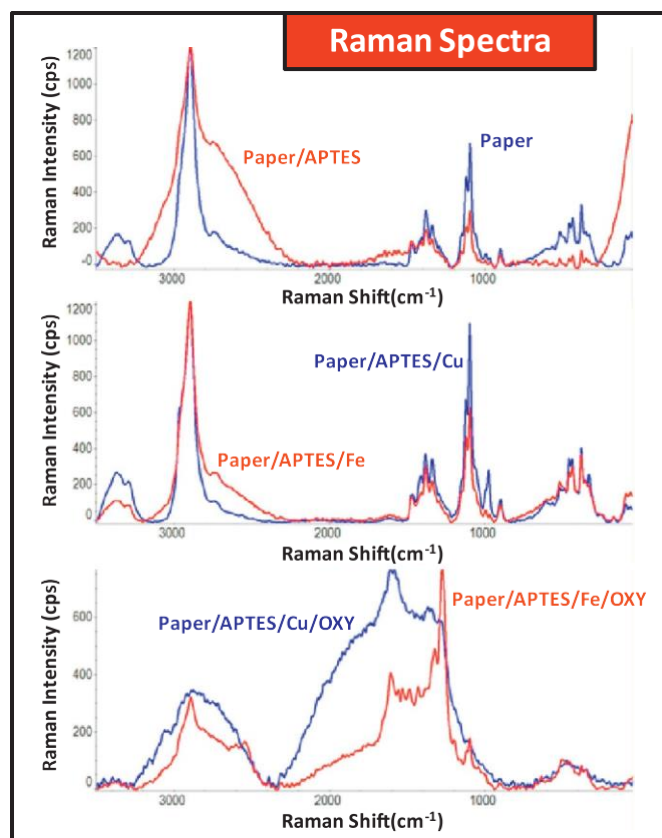 Raman Spectra
Raman Intensity (cps)
1200
1000
800
600
400
200
-0
Paper/APTES
Paper
3000
2000
1000
Raman Shift(cm⁻¹)
Raman Intensity (cps)
1200
1000
800
600
400
200
0
Paper/APTES/Cu
Paper/APTES/Fe
3000
2000
1000
Raman Shift(cm⁻¹)
Raman Intensity (cps)
600
400
200
0
Paper/APTES/Cu/OXY
Paper/APTES/Fe/OXY
3000
2000
1000
Raman Shift(cm⁻¹)